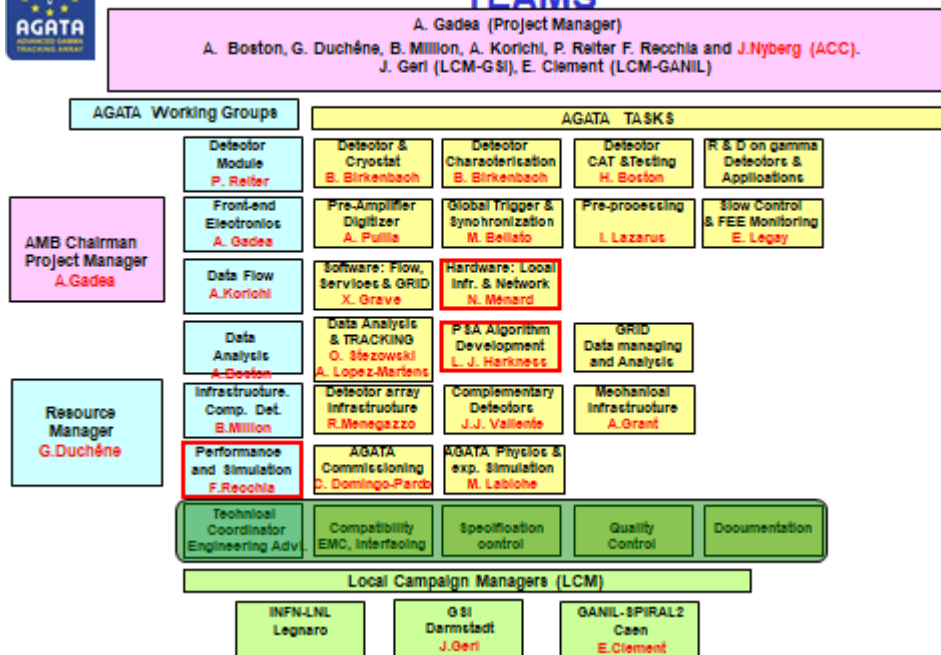 TEAMS
AGATA
ADVANCED GAMMA
TRACKING ARRAY
A. Gadea (Project Manager)
A. Boston, G. Duchêne, B. Million, A. Korichi, P. Reiter F. Recchia and J.Nyberg (ACC).
J. Gerl (LCM-GSI), E. Clement (LCM-GANIL)
AGATA Working Groups
AGATA TASKS
Detector
Module
P. Reiter
Detector &
Cryostat
B. Birkenbach
Detector
Characterisation
B. Birkenbach
Detector
CAT &Testing
H. Boston
R & D on gamma
Detectors &
Applications
AMB Chairman
Project Manager
A.Gadea
Front-end
Electronics
A. Gadea
Pre-Amplifier
Digitizer
A. Pullia
Global Trigger &
Synchronization
M. Bellato
Pre-processing
I. Lazarus
Slow Control
& FEE Monitoring
E. Legay
Data Flow
A.Korichi
Software: Flow,
Services & GRID
X. Grave
Hardware: Local
Infr. & Network
N. Ménard
Data
Analysis
A.Boston
Data Analysis
& TRACKING
O. Stezowski
A. Lopez-Martens
PSA Algorithm
Development
L. J. Harkness
GRID
Data managing
and Analysis
Resource
Manager
G.Duchêne
Infrastructure.
Comp. Det.
B.Million
Detector array
Infrastructure
R.Menegazzo
Complementary
Detectors
J.J. Valiente
Mechanical
Infrastructure
A.Grant
Performance
and Simulation
F.Recchia
AGATA
Commissioning
C. Domingo-Pardo
AGATA Physics &
exp. Simulation
M. Labiche
Technical
Coordinator
Engineering Advi.
Compatibility
EMC, Interfacing
Specification
control
Quality
Control
Documentation
Local Campaign Managers (LCM)
INFN-LNL
Legnaro
GSI
Darmstadt
J.Gerl
GANIL-SPIRAL2
Caen
E.Clement